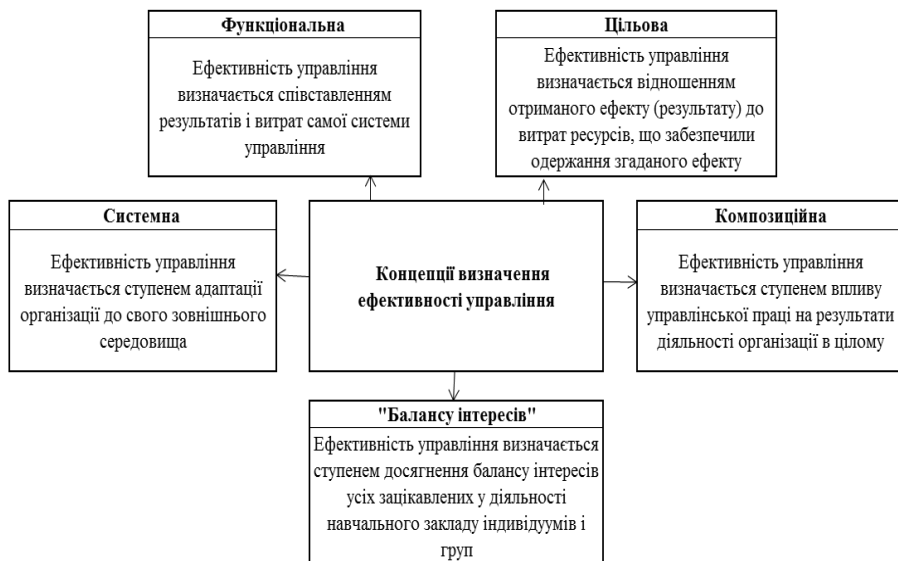 Функціональна
Ефективність управління
визначається співставленням
результатів і витрат самої системи
управління
Цільова
Ефективність управління
визначається відношенням
отриманого ефекту (результату) до
витрат ресурсів, що забезпечили
одержання згаданого ефекту
Системна
Ефективність управління
визначається ступенем адаптації
організації до свого зовнішнього
середовища
Концепції визначення
ефективності управління
Композиційна
Ефективність управління
визначається ступенем впливу
управлінської праці на результати
діяльності організації в цілому
"Балансу інтересів"
Ефективність управління визначається
ступенем досягнення балансу інтересів
усіх зацікавлених у діяльності
навчального закладу індивідуумів і
груп